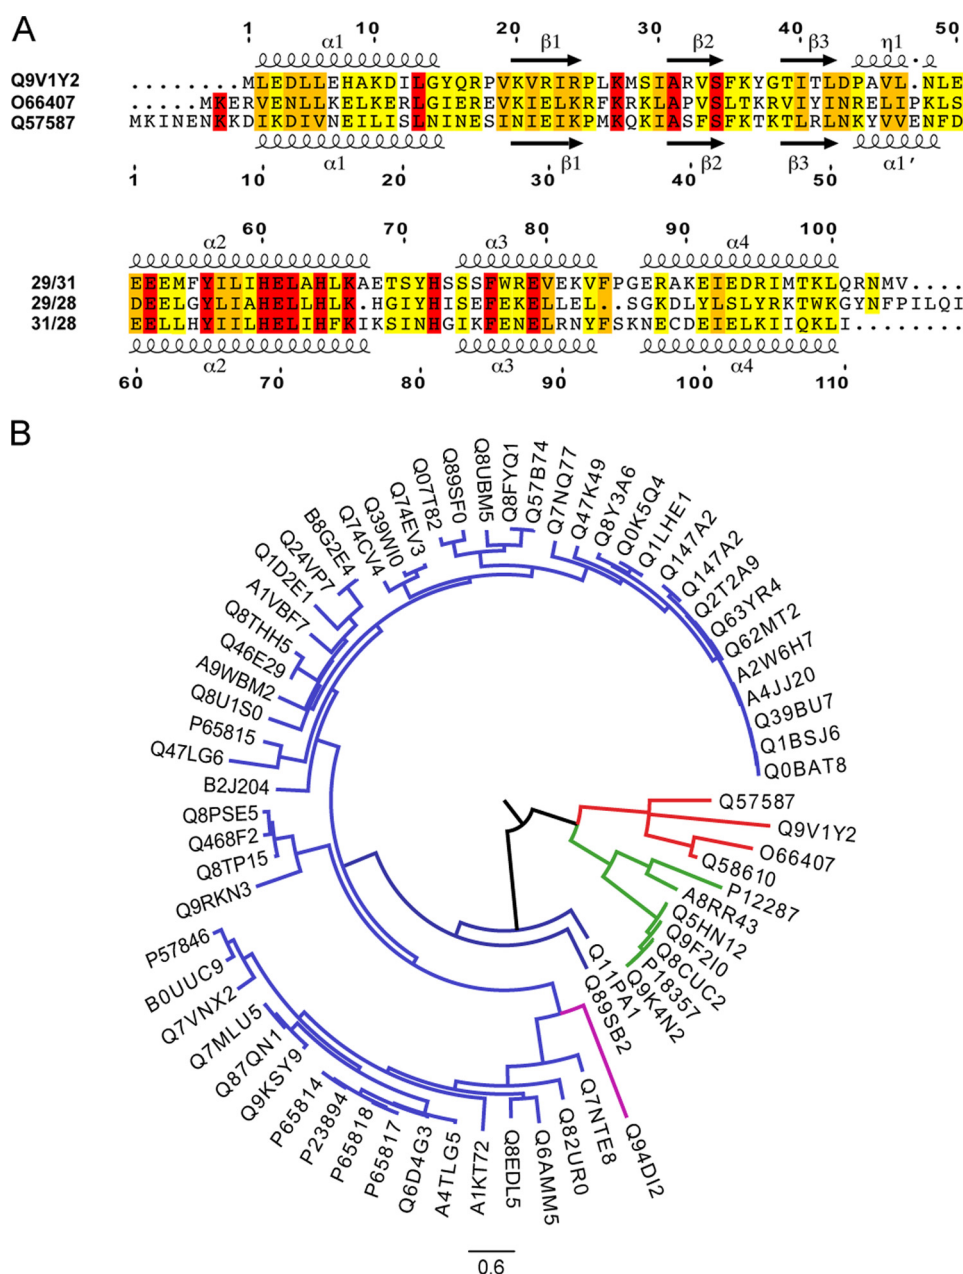 A
1 10 20 30 40 50
α1 β1 β2 β3 η1
Q9V1Y2 ........MLEDLLEHAKDILGYQRPVKVRIKPLKMSIARVSFKYGTITLDPAVL.NLE
O66407 .....MKERVENLLKELKERLGIEREVKIELKRFKRKIAPVSLTKRVIYINRELIPKLS
Q57587 MKINENKKDIKDIVNEILISLNINESINIEIKPMKQKIASFSFKTKTLRLNKYVVENFD
α1 β1 β2 β3 α1′
1 10 20 30 40 50
60 70 80 90 100
α2 α3 α4
29/31 EEEMFYILIHELAHLKAETSYHSSSFWREVEKVFPGERAKEIEDRIMTKLQRNMV....
29/28 DEELGYLIAHELAHLK.HGIYHISEFEKELLEL.SGKDLYLSLYRKTWKGYNFPILQI
31/28 EELLHYIILHELIHFKIKSINHGIKFENELRNYFSKNECDEIELKIIQKLI........
α2 α3 α4
60 70 80 90 100 110
B
Q57587
Q9V1Y2
O66407
Q58610
P12287
A8RR43
Q5HN12
Q9F2I0
Q8CUC2
P18357
Q9K4N2
Q11PA1
Q89SB2
Q94DI2
Q7NTE8
Q82UR0
Q6AMM5
Q8EDL5
A1KT72
A4TLG5
Q6D4G3
P65817
P65818
P23894
P65814
Q9KSY9
Q87QN1
Q7MLU5
Q7VNX2
B0UUC9
P57846
Q9RKN3
Q8TP15
Q468F2
Q8PSE5
B2J204
Q47LG6
P65815
Q8U1S0
A9WBM2
Q46E29
Q8THH5
A1VBF7
Q1D2E1
Q24VP7
B8G2E4
Q74CV4
Q39WI0
Q74EV3
Q07T82
Q89SF0
Q8UBM5
Q8FYQ1
Q57B74
Q7NQ77
Q47K49
Q8Y3A6
Q0K5Q4
Q1LHE1
Q147A2
Q147A2
Q2T2A9
Q63YR4
Q62MT2
A2W6H7
A4JJ20
Q39BU7
Q1BSJ6
Q0BAT8
0.6